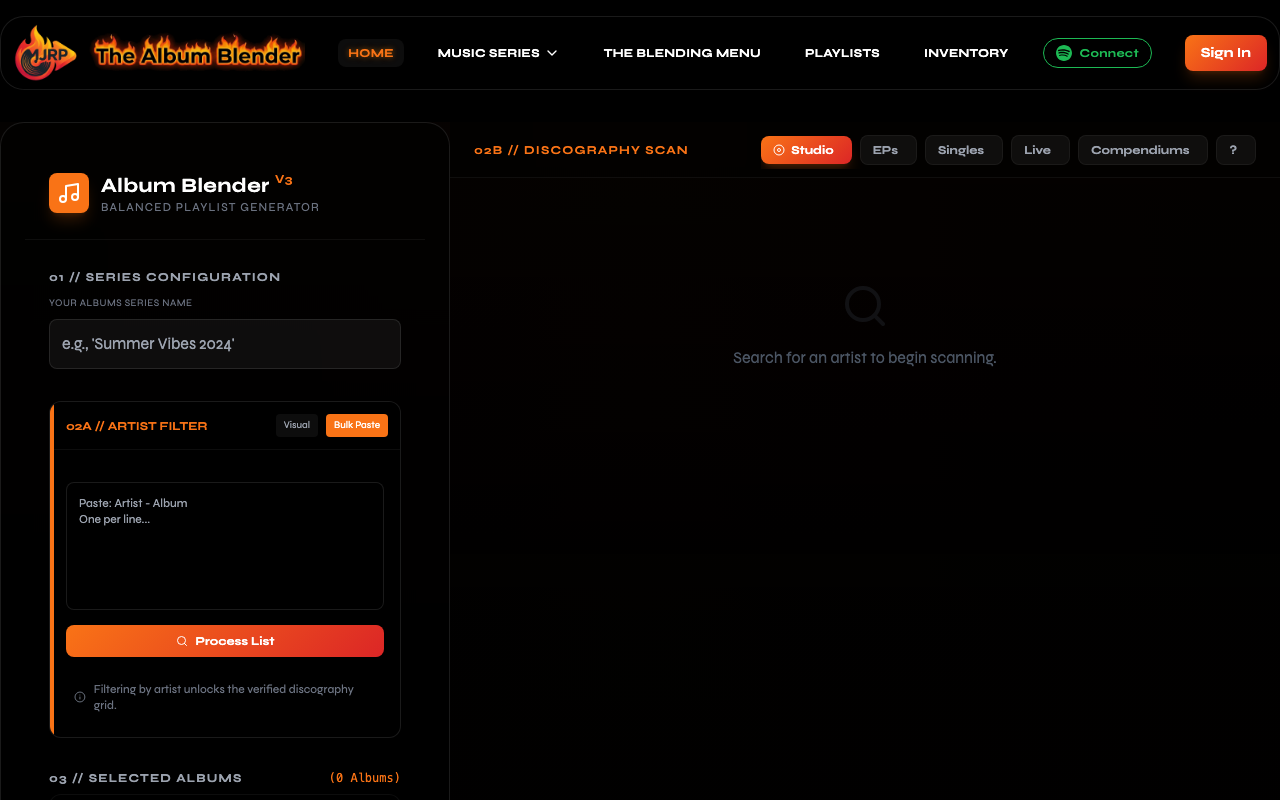 JRP
The Album Blender
HOME
MUSIC SERIES
THE BLENDING MENU
PLAYLISTS
INVENTORY
Connect
Sign In
Album Blender V3
BALANCED PLAYLIST GENERATOR
01 // SERIES CONFIGURATION
YOUR ALBUMS SERIES NAME
e.g., 'Summer Vibes 2024'
02A // ARTIST FILTER
Visual
Bulk Paste
Paste: Artist - Album
One per line...
Process List
Filtering by artist unlocks the verified discography
grid.
03 // SELECTED ALBUMS
(0 Albums)
02B // DISCOGRAPHY SCAN
Studio
EPs
Singles
Live
Compendiums
?
Search for an artist to begin scanning.